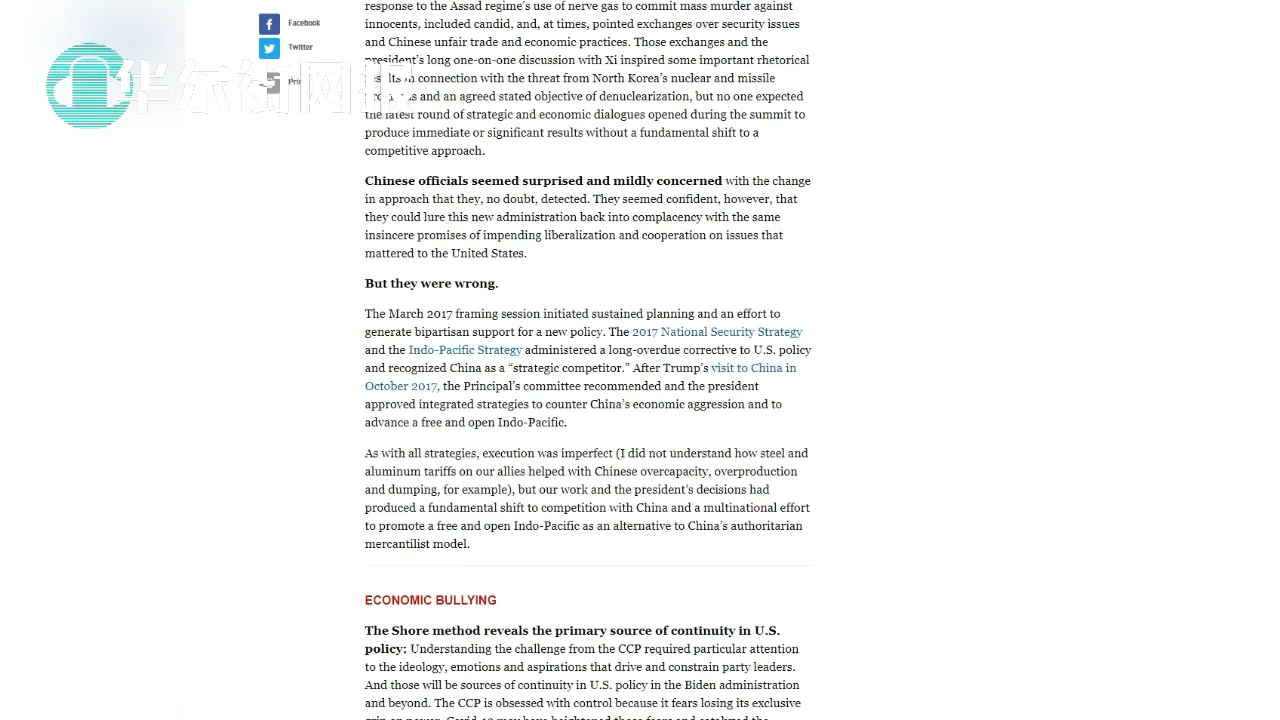 response to the Assad regime's use of nerve gas to commit mass murder against
Facebook
innocents, included candid, and, at times, pointed exchanges over security issues
Twitter
and Chinese unfair trade and economic practices. Those exchanges and the
president's long one-on-one discussion with Xi inspired some important rhetorical
华尔街网报
in connection with the threat from North Korea's nuclear and missile
and an agreed stated objective of denuclearization, but no one expected
the latest round of strategic and economic dialogues opened during the summit to
produce immediate or significant results without a fundamental shift to a
competitive approach.
Chinese officials seemed surprised and mildly concerned with the change
in approach that they, no doubt, detected. They seemed confident, however, that
they could lure this new administration back into complacency with the same
insincere promises of impending liberalization and cooperation on issues that
mattered to the United States.
But they were wrong.
The March 2017 framing session initiated sustained planning and an effort to
generate bipartisan support for a new policy. The 2017 National Security Strategy
and the Indo-Pacific Strategy administered a long-overdue corrective to U.S. policy
and recognized China as a “strategic competitor.” After Trump's visit to China in
October 2017, the Principal's committee recommended and the president
approved integrated strategies to counter China's economic aggression and to
advance a free and open Indo-Pacific.
As with all strategies, execution was imperfect (I did not understand how steel and
aluminum tariffs on our allies helped with Chinese overcapacity, overproduction
and dumping, for example), but our work and the president's decisions had
produced a fundamental shift to competition with China and a multinational effort
to promote a free and open Indo-Pacific as an alternative to China's authoritarian
mercantilist model.
ECONOMIC BULLYING
The Shore method reveals the primary source of continuity in U.S.
policy: Understanding the challenge from the CCP required particular attention
to the ideology, emotions and aspirations that drive and constrain party leaders.
And those will be sources of continuity in U.S. policy in the Biden administration
and beyond. The CCP is obsessed with control because it fears losing its exclusive